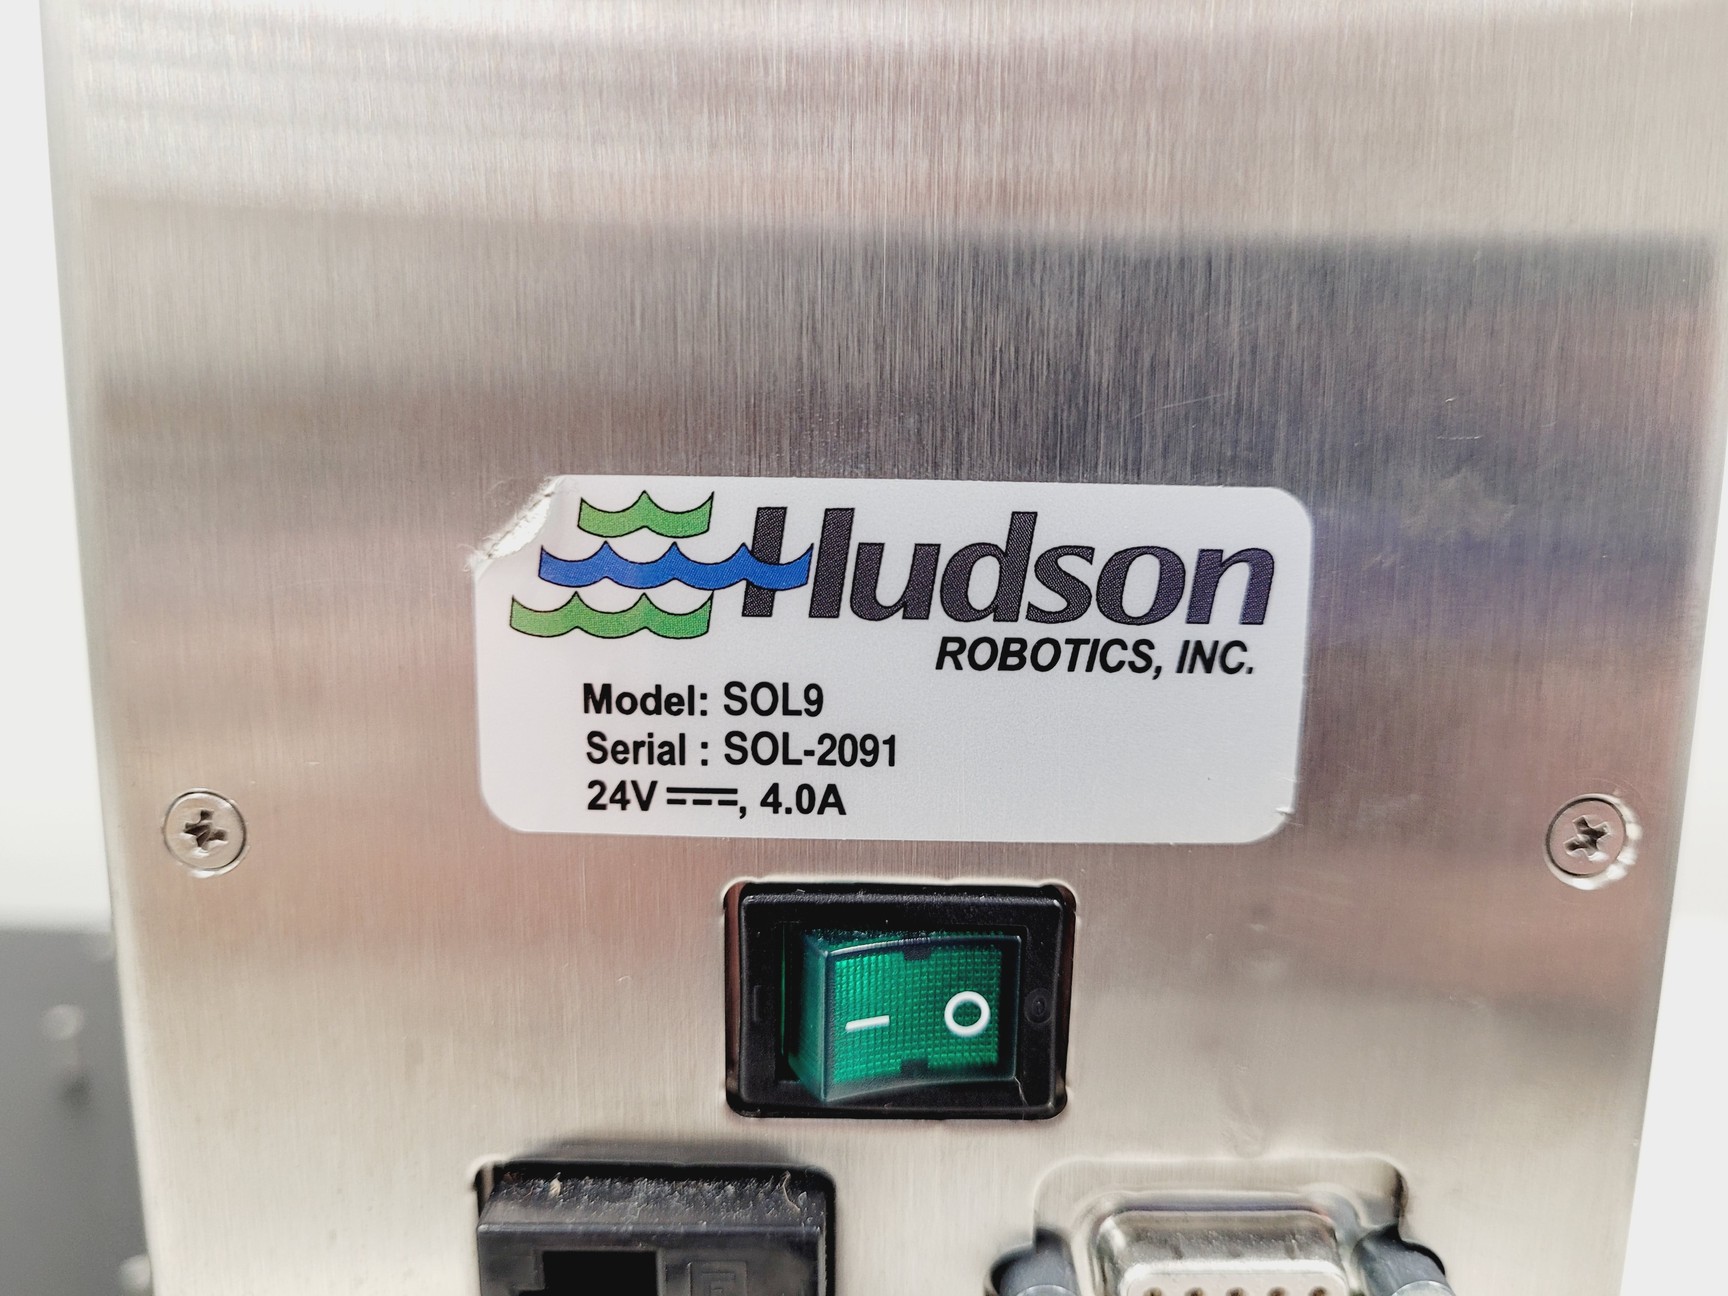 Hudson
ROBOTICS, INC.
Model: SOL9
Serial : SOL-2091
24V ⎓, 4.0A